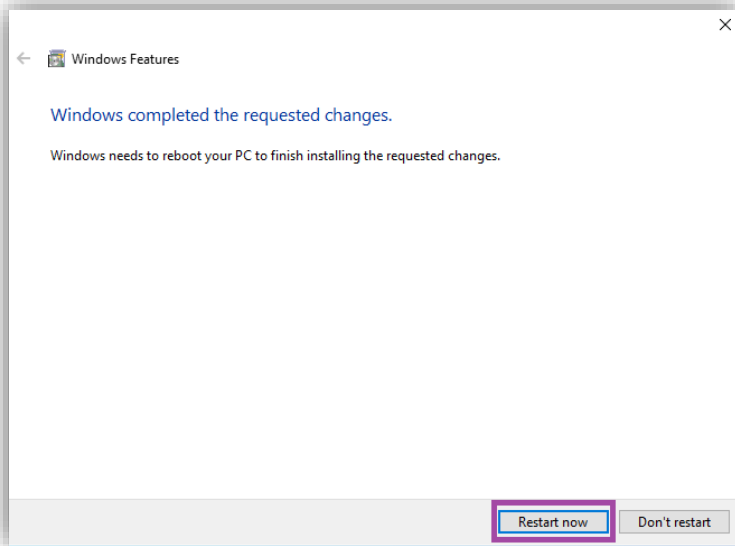 Windows Features
Windows completed the requested changes.
Windows needs to reboot your PC to finish installing the requested changes.
Restart now
Don't restart